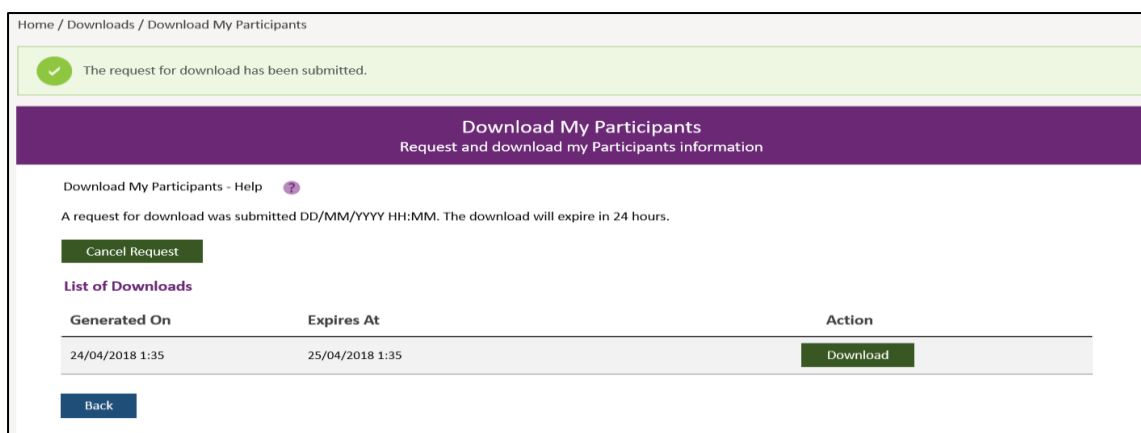 Home / Downloads / Download My Participants
The request for download has been submitted.
Download My Participants
Request and download my Participants information
Download My Participants - Help ?
A request for download was submitted DD/MM/YYYY HH:MM. The download will expire in 24 hours.
Cancel Request
List of Downloads
Generated On Expires At Action
24/04/2018 1:35 25/04/2018 1:35 Download
Back